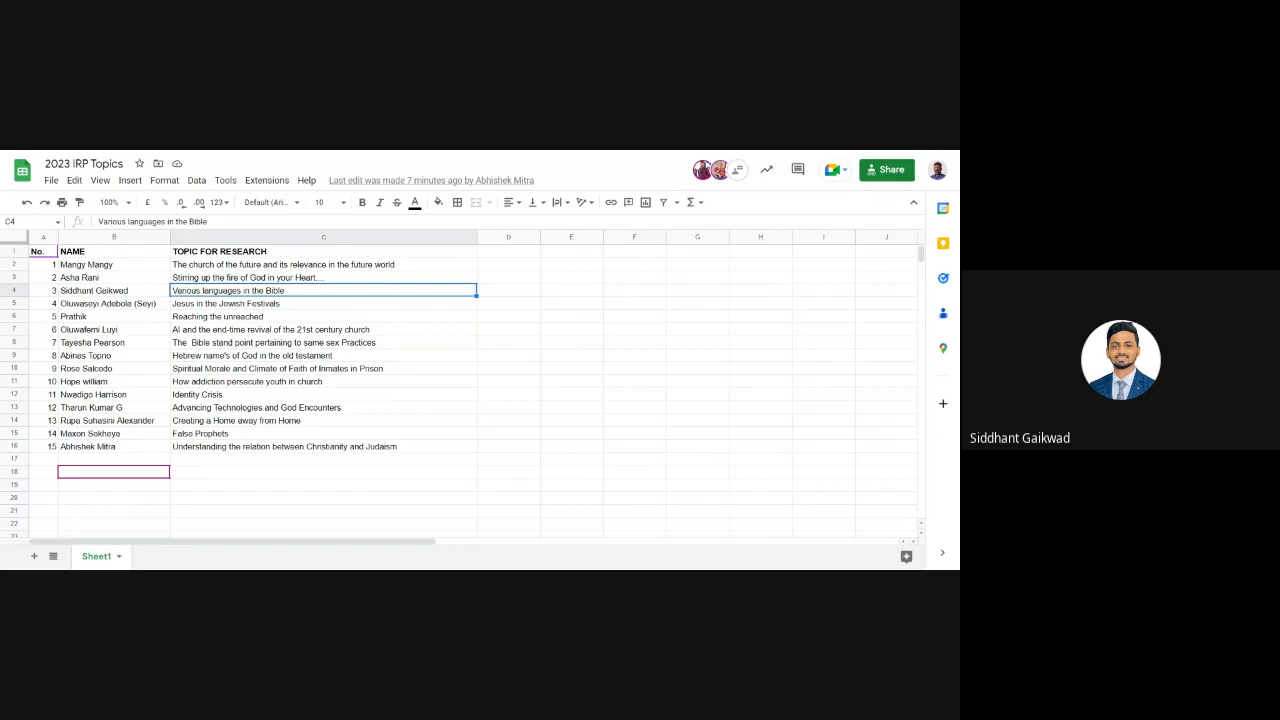 2023 IRP Topics
Share
File Edit View Insert Format Data Tools Extensions Help Last edit was made 7 minutes ago by Abhishek Mitra
100% £ % .0 .00 123 Default (Ari... 10 B I S A Σ
C4 fx Various languages in the Bible
A B C D E F G H I J
1 No. NAME TOPIC FOR RESEARCH
2 1 Mangy Mangy The church of the future and its relevance in the future world
3 2 Asha Rani Stirring up the fire of God in your Heart....
4 3 Siddhant Gaikwad Various languages in the Bible
5 4 Oluwaseyi Adebola (Seyi) Jesus in the Jewish Festivals
6 5 Prathik Reaching the unreached
7 6 Oluwafemi Luyi AI and the end-time revival of the 21st century church
8 7 Tayesha Pearson The Bible stand point pertaining to same sex Practices
9 8 Abinas Topno Hebrew name's of God in the old testament
10 9 Rose Salcedo Spiritual Morale and Climate of Faith of Inmates in Prison
11 10 Hope william How addiction persecute youth in church
12 11 Nwadigo Harrison Identity Crisis
13 12 Tharun Kumar G Advancing Technologies and God Encounters
14 13 Rupa Suhasini Alexander Creating a Home away from Home
15 14 Maxon Sekheya False Prophets
16 15 Abhishek Mitra Understanding the relation between Christianity and Judaism
17
18
19
20
21
22
23
Sheet1
Siddhant Gaikwad